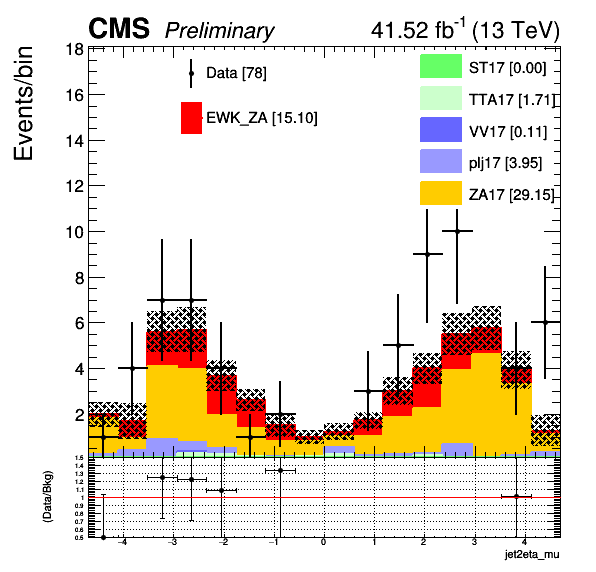 CMS Preliminary 41.52 fb-1 (13 TeV)
Events/bin
18
16
14
12
10
8
6
4
2
Data [78]
EWK_ZA [15.10]
ST17 [0.00]
TTA17 [1.71]
VV17 [0.11]
plj17 [3.95]
ZA17 [29.15]
(Data/Bkg)
1.5
1.4
1.3
1.2
1.1
1
0.9
0.8
0.7
0.6
0.5
−4 −3 −2 −1 0 1 2 3 4
jet2eta_mu